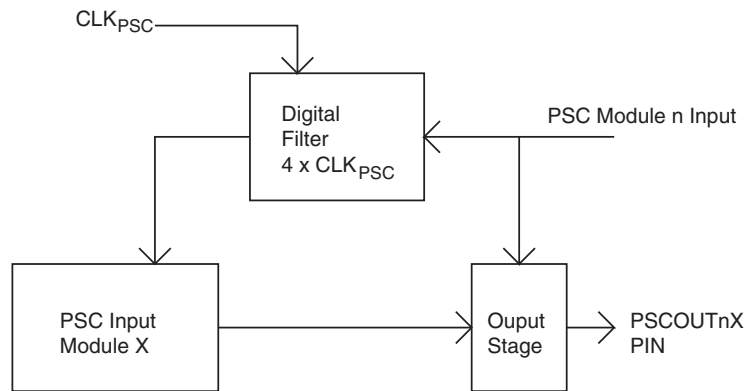 CLKPSC
Digital
Filter
4 x CLKPSC
PSC Module n Input
PSC Input
Module X
Ouput
Stage
PSCOUTnX
PIN